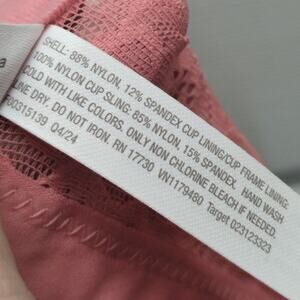 a
SHELL: 88% NYLON, 12% SPANDEX CUP LINING/CUP FRAME LINING:
100% NYLON CUP SLING: 85% NYLON, 15% SPANDEX. HAND WASH
COLD WITH LIKE COLORS. ONLY NON CHLORINE BLEACH IF NEEDED.
LINE DRY. DO NOT IRON. RN 17730 VN1179480 Target 023123323
F00315139 Q4/24